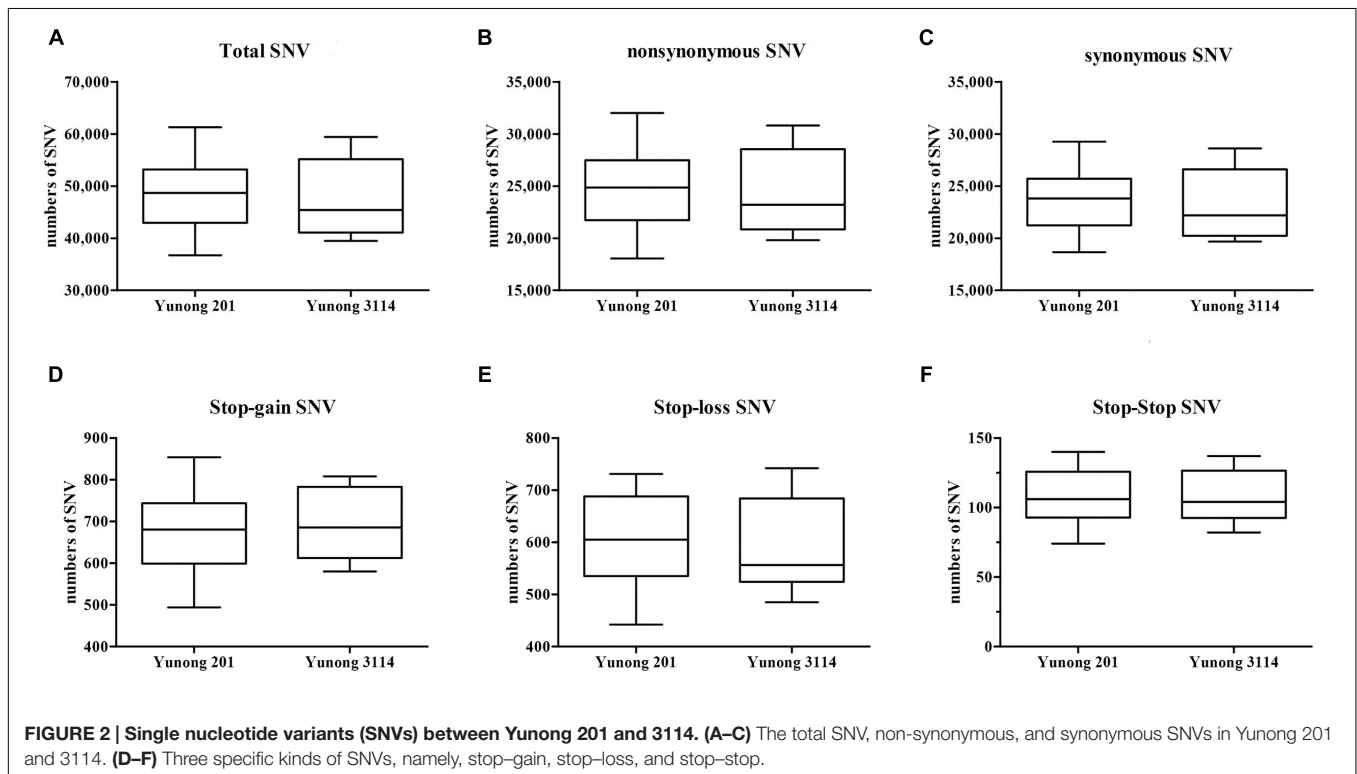 A
Total SNV
numbers of SNV
70,000
60,000
50,000
40,000
30,000
Yunong 201
Yunong 3114
B
nonsynonymous SNV
numbers of SNV
35,000
30,000
25,000
20,000
15,000
Yunong 201
Yunong 3114
C
synonymous SNV
numbers of SNV
35,000
30,000
25,000
20,000
15,000
Yunong 201
Yunong 3114
D
Stop-gain SNV
numbers of SNV
900
800
700
600
500
400
Yunong 201
Yunong 3114
E
Stop-loss SNV
numbers of SNV
800
700
600
500
400
Yunong 201
Yunong 3114
F
Stop-Stop SNV
numbers of SNV
150
100
50
0
Yunong 201
Yunong 3114
FIGURE 2 | Single nucleotide variants (SNVs) between Yunong 201 and 3114. (A–C) The total SNV, non-synonymous, and synonymous SNVs in Yunong 201
and 3114. (D–F) Three specific kinds of SNVs, namely, stop–gain, stop–loss, and stop–stop.